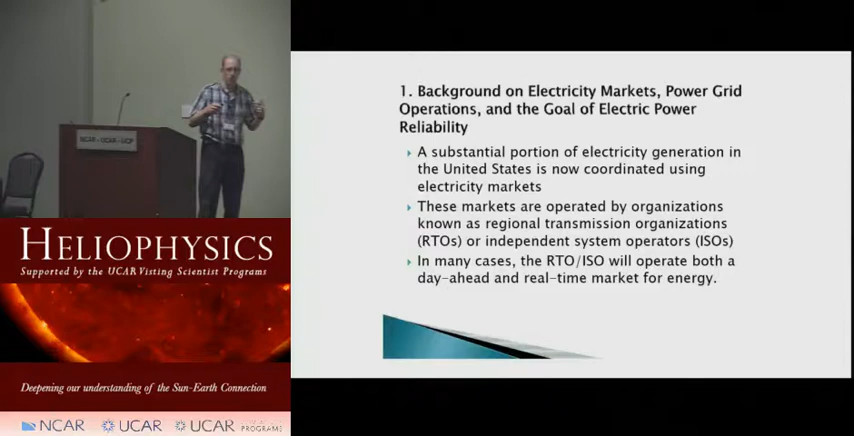 NCAR - UCAR - UCP
HELIOPHYSICS
Supported by the UCAR Visting Scientist Programs
Deepening our understanding of the Sun-Earth Connection
NCAR
UCAR
UCAR
PROGRAMS
1. Background on Electricity Markets, Power Grid
Operations, and the Goal of Electric Power
Reliability
A substantial portion of electricity generation in
the United States is now coordinated using
electricity markets
These markets are operated by organizations
known as regional transmission organizations
(RTOs) or independent system operators (ISOs)
In many cases, the RTO/ISO will operate both a
day-ahead and real-time market for energy.